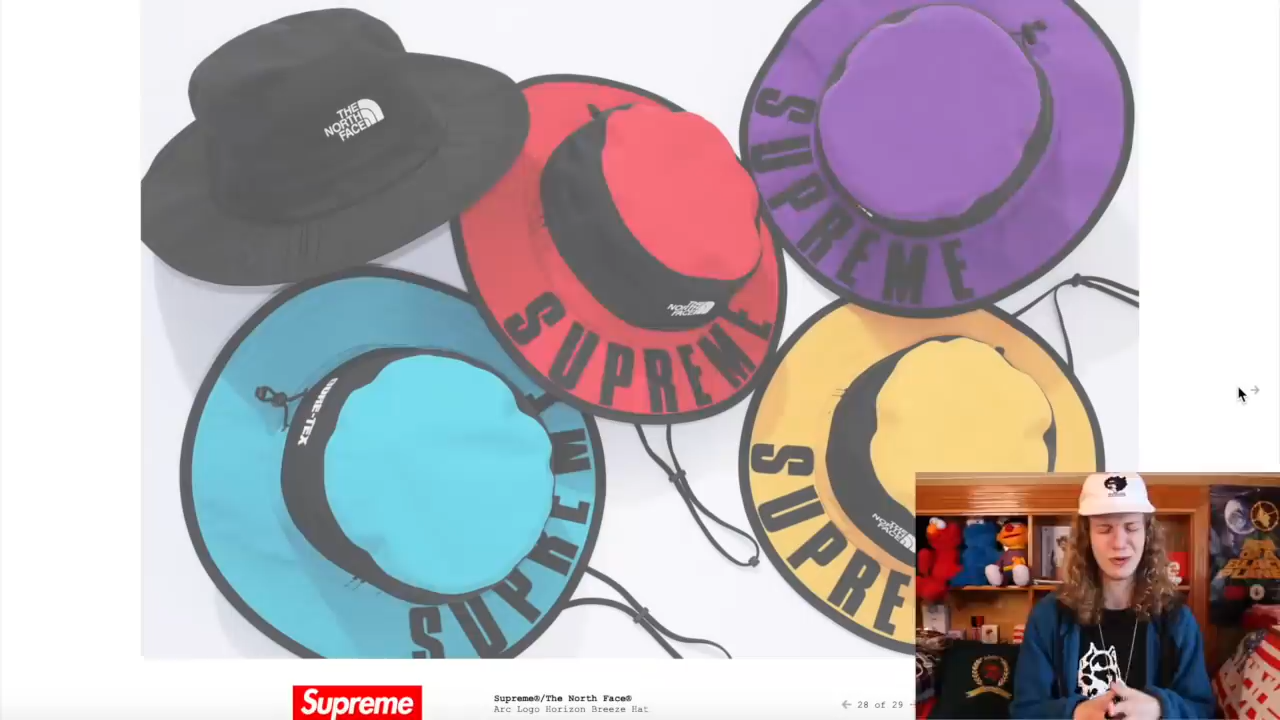 THE
NORTH
FACE
SUPREME
SUPREME
THE
NORTH
FACE
GORE-TEX
SUPREME
SUPRE
THE
NORTH
FACE
Supreme
Supreme®/The North Face®
Arc Logo Horizon Breeze Hat
← 28 of 29 →